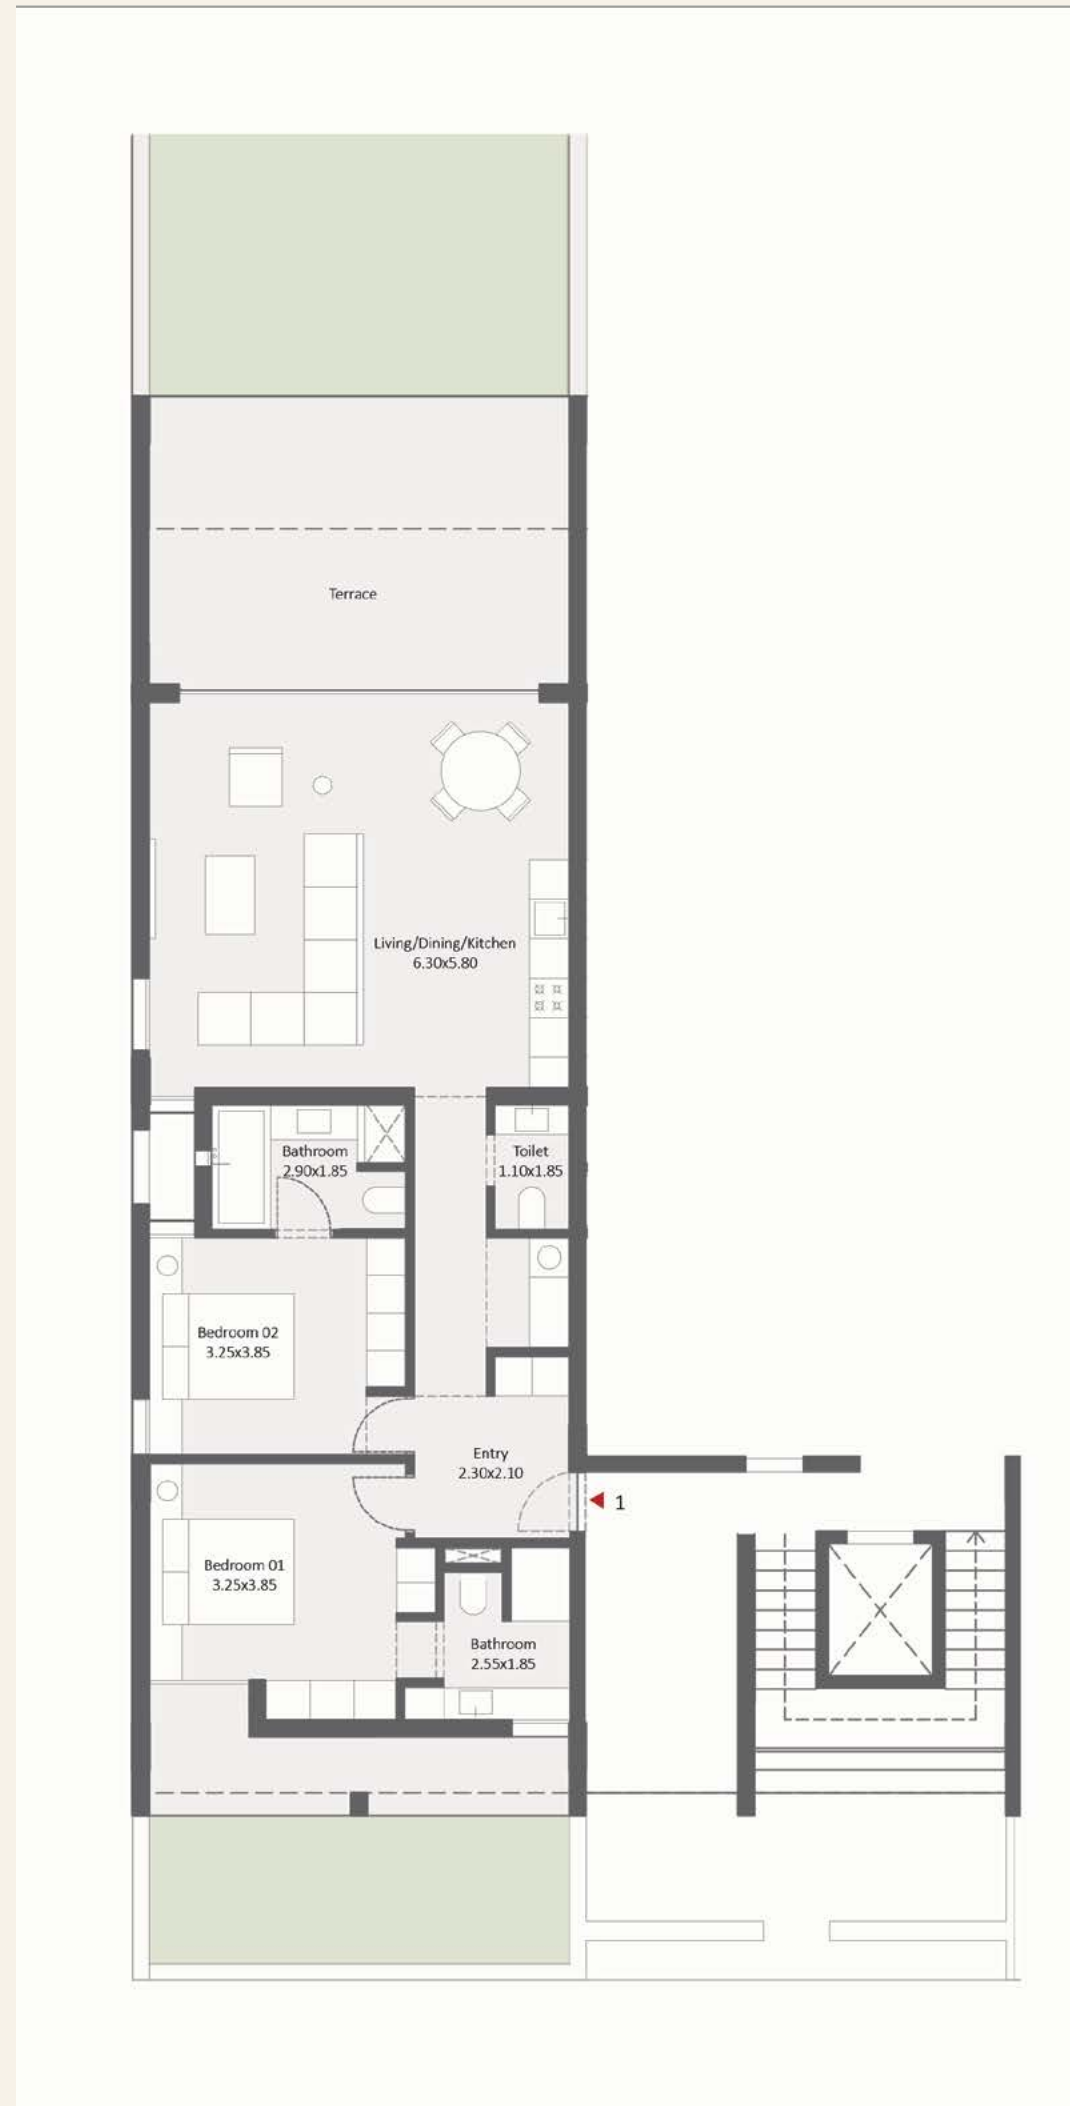 Terrace
Living/Dining/Kitchen
6.30x5.80
Bathroom
2.90x1.85
Toilet
1.10x1.85
Bedroom 02
3.25x3.85
Entry
2.30x2.10
1
Bedroom 01
3.25x3.85
Bathroom
2.55x1.85